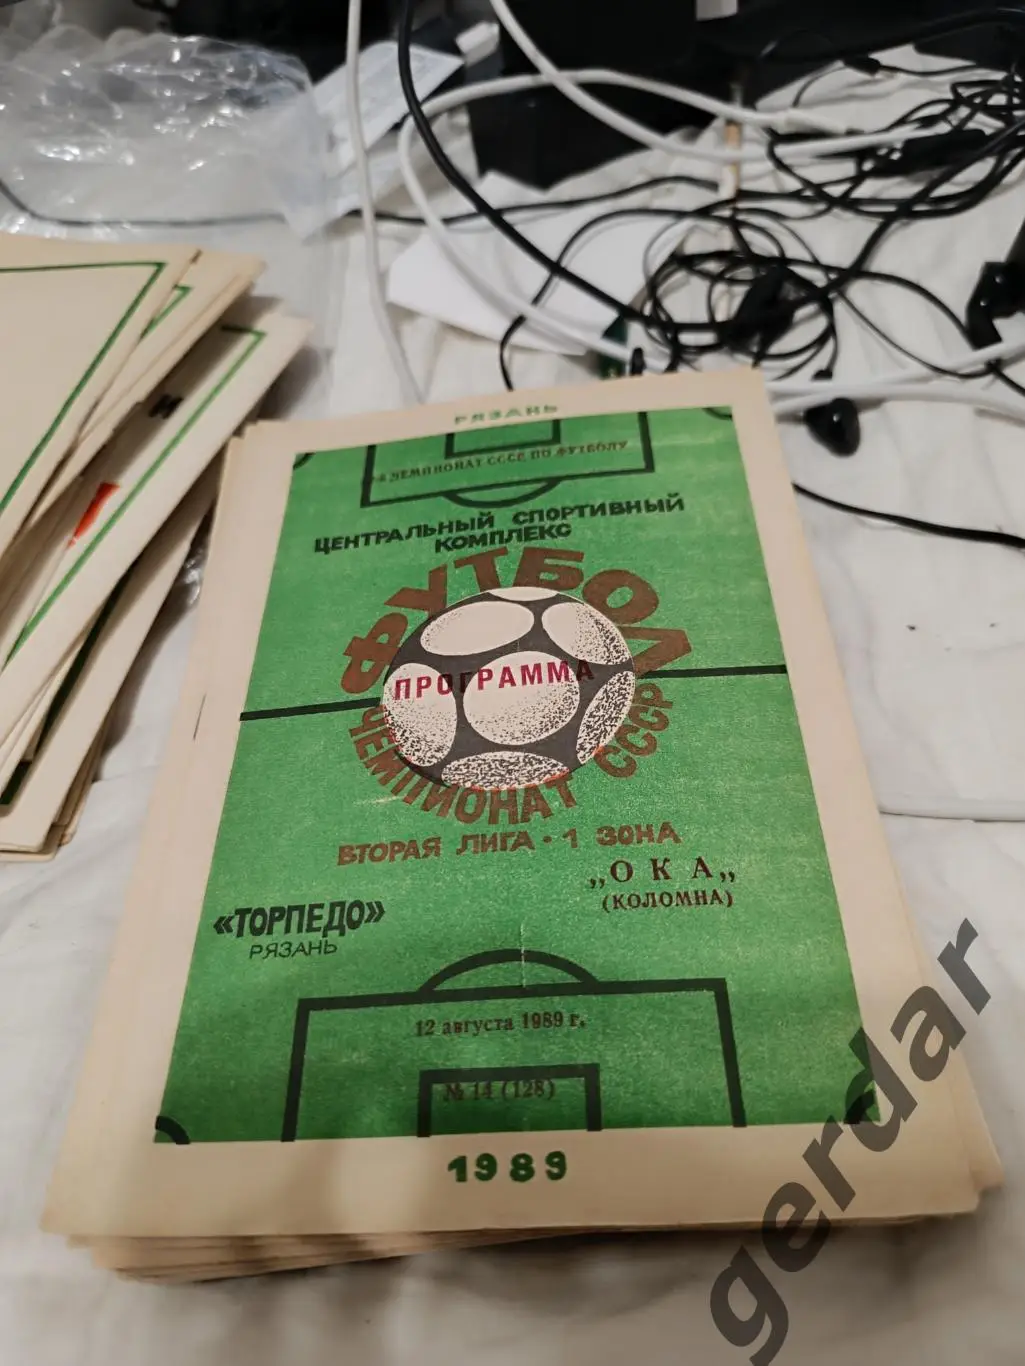 РЯЗАНЬ
ЧЕМПИОНАТ СССР ПО ФУТБОЛУ
ЦЕНТРАЛЬНЫЙ СПОРТИВНЫЙ
КОМПЛЕКС
ФУТБОЛ
ПРОГРАММА
ЧЕМПИОНАТ СССР
ВТОРАЯ ЛИГА · 1 ЗОНА
„ОКА„
(КОЛОМНА)
«ТОРПЕДО»
РЯЗАНЬ
12 августа 1989 г.
№ 14 (128)
1989
gerdar